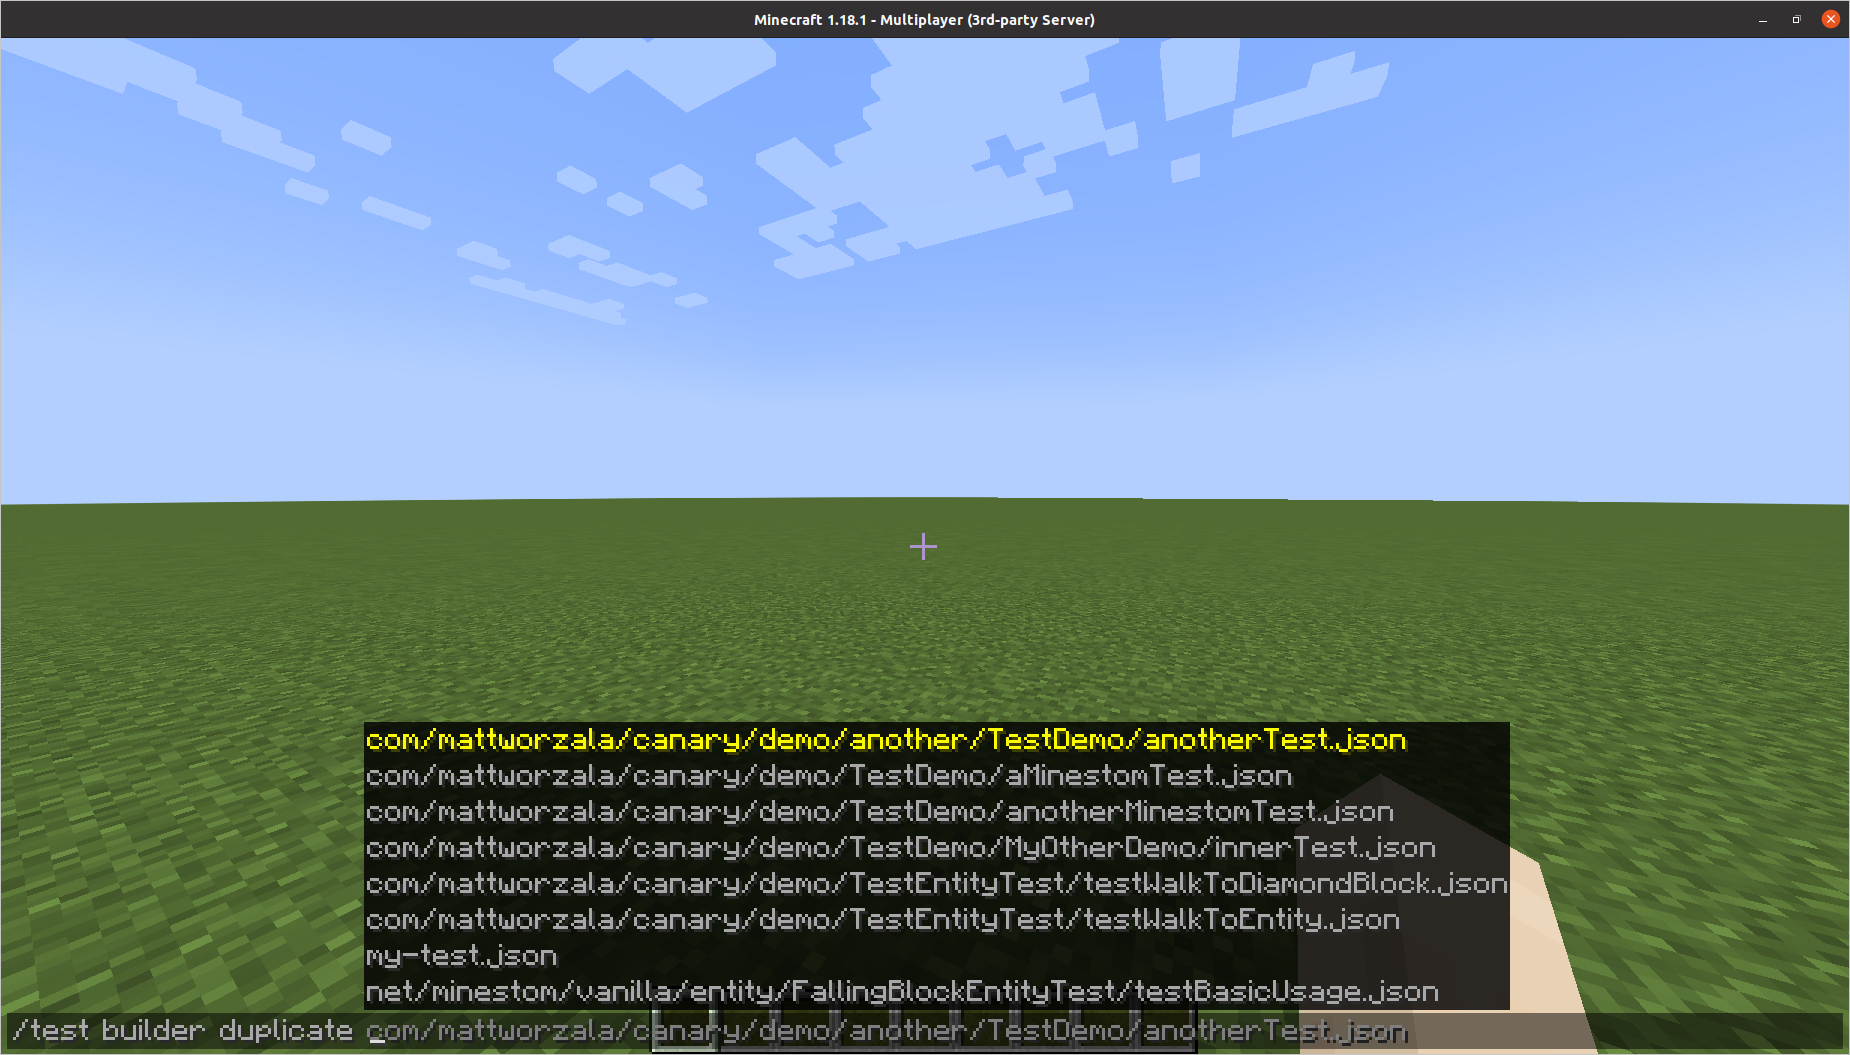 Minecraft 1.18.1 - Multiplayer (3rd-party Server)
com/mattworzala/canary/demo/another/TestDemo/anotherTest.json
com/mattworzala/canary/demo/TestDemo/aMinestomTest.json
com/mattworzala/canary/demo/TestDemo/anotherMinestomTest.json
com/mattworzala/canary/demo/TestDemo/MyOtherDemo/innerTest.json
com/mattworzala/canary/demo/TestEntityTest/testWalkToDiamondBlock.json
com/mattworzala/canary/demo/TestEntityTest/testWalkToEntity.json
my-test.json
net/minestom/vanilla/entity/FallingBlockEntityTest/testBasicUsage.json
/test builder duplicate com/mattworzala/canary/demo/another/TestDemo/anotherTest.json